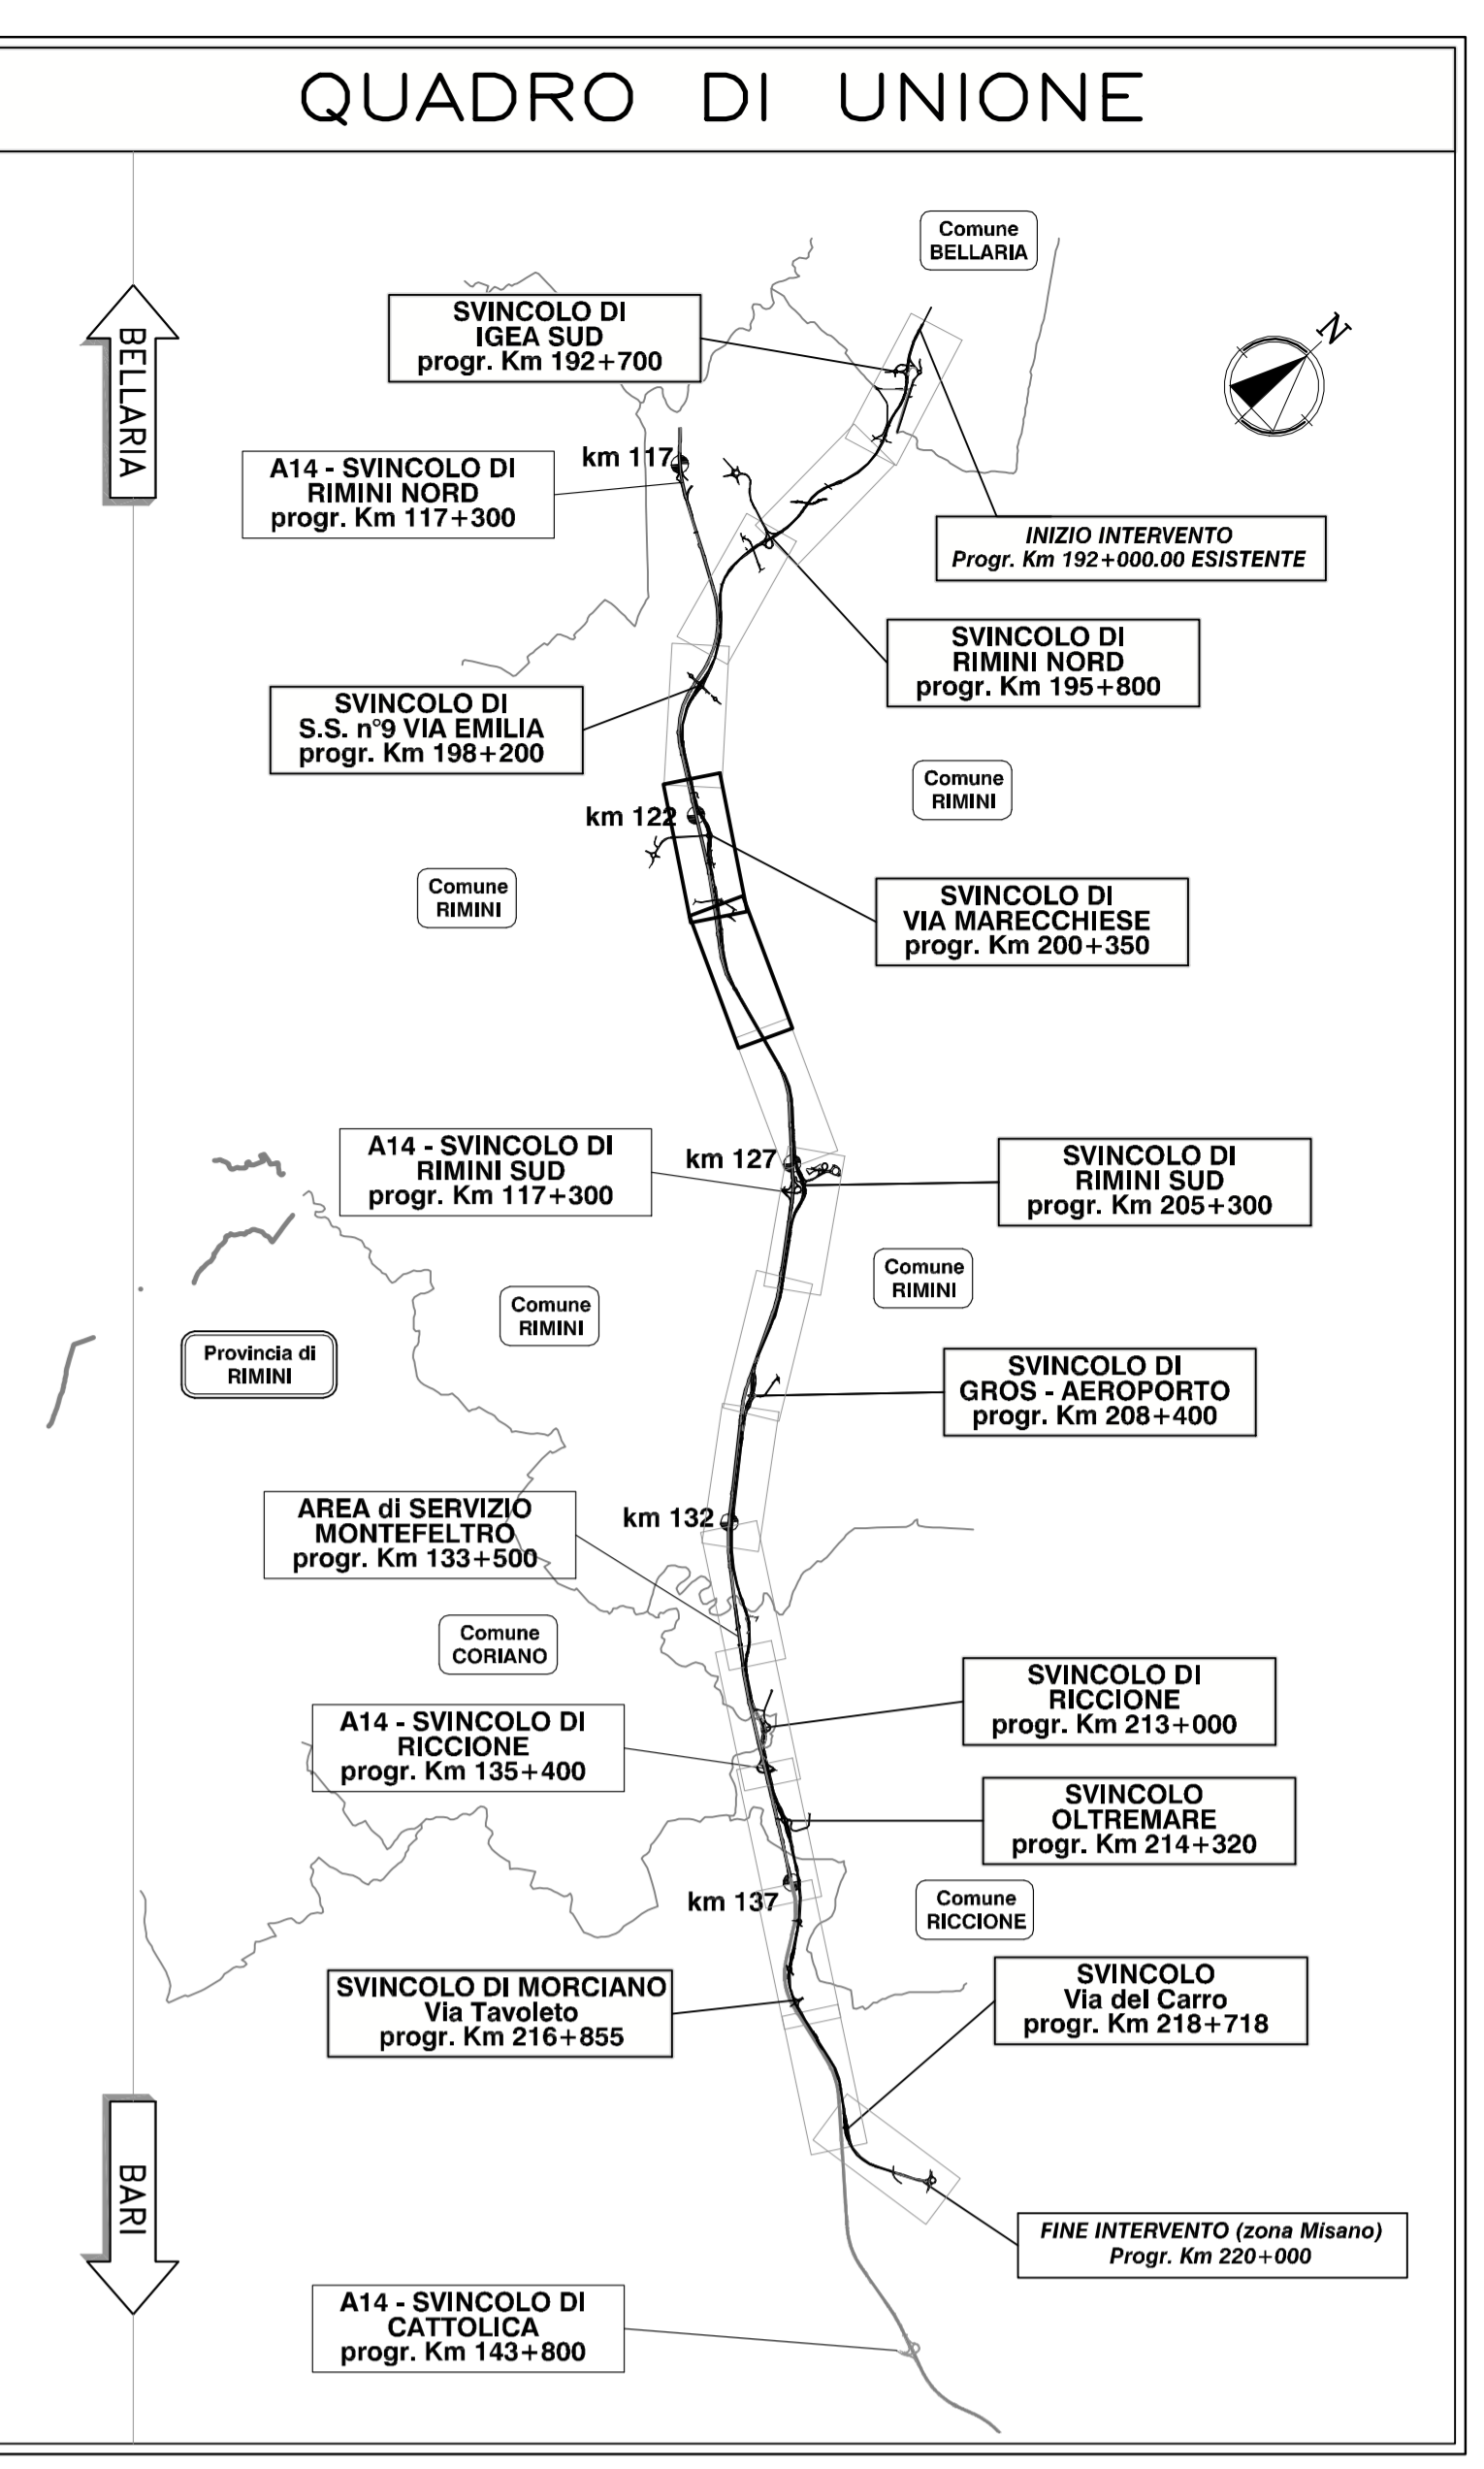 QUADRO DI UNIONE
Comune
BELLARIA
BELLARIA
SVINCOLO DI
IGEA SUD
progr. Km 192+700
N
km 117
A14 - SVINCOLO DI
RIMINI NORD
progr. Km 117+300
INIZIO INTERVENTO
Progr. Km 192+000.00 ESISTENTE
SVINCOLO DI
RIMINI NORD
progr. Km 195+800
SVINCOLO DI
S.S. n°9 VIA EMILIA
progr. Km 198+200
Comune
RIMINI
km 122
Comune
RIMINI
SVINCOLO DI
VIA MARECCHIESE
progr. Km 200+350
A14 - SVINCOLO DI
RIMINI SUD
progr. Km 117+300
km 127
SVINCOLO DI
RIMINI SUD
progr. Km 205+300
Comune
RIMINI
Comune
RIMINI
Provincia di
RIMINI
SVINCOLO DI
GROS - AEROPORTO
progr. Km 208+400
AREA di SERVIZIO
MONTEFELTRO
progr. Km 133+500
km 132
Comune
CORIANO
SVINCOLO DI
RICCIONE
progr. Km 213+000
A14 - SVINCOLO DI
RICCIONE
progr. Km 135+400
SVINCOLO
OLTREMARE
progr. Km 214+320
km 137
Comune
RICCIONE
SVINCOLO DI MORCIANO
Via Tavoleto
progr. Km 216+855
SVINCOLO
Via del Carro
progr. Km 218+718
BARI
FINE INTERVENTO (zona Misano)
Progr. Km 220+000
A14 - SVINCOLO DI
CATTOLICA
progr. Km 143+800